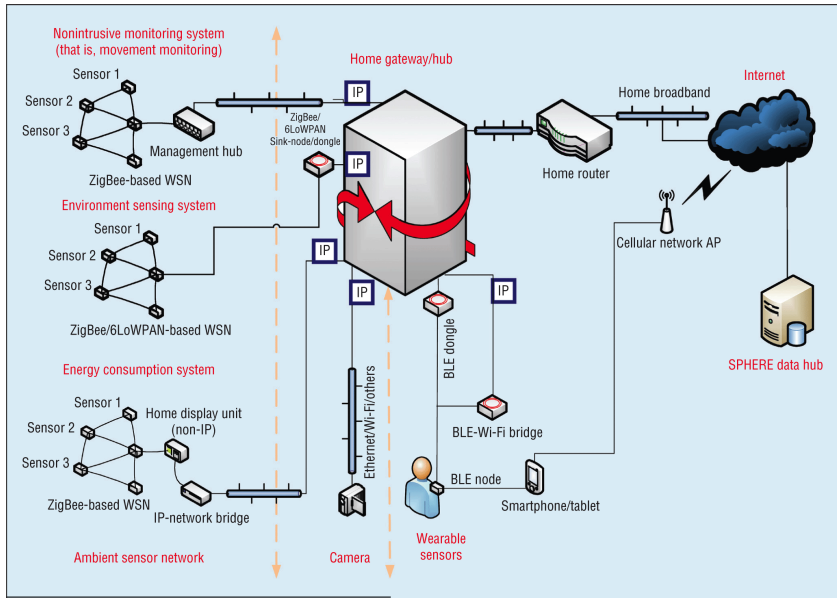 Nonintrusive monitoring system
(that is, movement monitoring)
Sensor 1
Sensor 2
Sensor 3
Management hub
ZigBee-based WSN
ZigBee/
6LoWPAN
Sink-node/dongle
IP
IP
Home gateway/hub
Home router
Home broadband
Internet
Cellular network AP
SPHERE data hub
Environment sensing system
Sensor 1
Sensor 2
Sensor 3
ZigBee/6LoWPAN-based WSN
IP
IP
IP
Energy consumption system
Sensor 1
Sensor 2
Sensor 3
Home display unit
(non-IP)
ZigBee-based WSN
IP-network bridge
Ethernet/Wi-Fi/others
BLE dongle
BLE-Wi-Fi bridge
BLE node
Smartphone/tablet
Ambient sensor network
Camera
Wearable
sensors